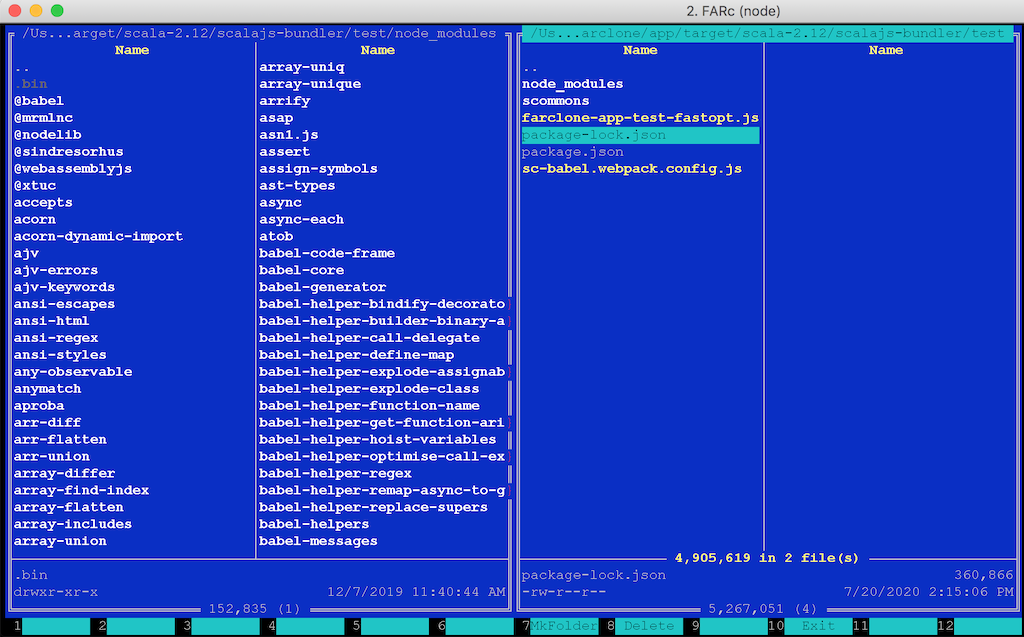 2. FARc (node)
/Us...arget/scala-2.12/scalajs-bundler/test/node_modules
Name Name
..
.bin
@babel
@mrmlnc
@nodelib
@sindresorhus
@webassemblyjs
@xtuc
accepts
acorn
acorn-dynamic-import
ajv
ajv-errors
ajv-keywords
ansi-escapes
ansi-html
ansi-regex
ansi-styles
any-observable
anymatch
aproba
arr-diff
arr-flatten
arr-union
array-differ
array-find-index
array-flatten
array-includes
array-union
array-uniq
array-unique
arrify
asap
asn1.js
assert
assign-symbols
ast-types
async
async-each
atob
babel-code-frame
babel-core
babel-generator
babel-helper-bindify-decorato
babel-helper-builder-binary-a
babel-helper-call-delegate
babel-helper-define-map
babel-helper-explode-assignab
babel-helper-explode-class
babel-helper-function-name
babel-helper-get-function-ari
babel-helper-hoist-variables
babel-helper-optimise-call-ex
babel-helper-regex
babel-helper-remap-async-to-g
babel-helper-replace-supers
babel-helpers
babel-messages
.bin
drwxr-xr-x 12/7/2019 11:40:44 AM
152,835 (1)
/Us...arclone/app/target/scala-2.12/scalajs-bundler/test
Name Name
..
node_modules
scommons
farclone-app-test-fastopt.js
package-lock.json
package.json
sc-babel.webpack.config.js
4,905,619 in 2 file(s)
package-lock.json 360,866
-rw-r--r-- 7/20/2020 2:15:06 PM
5,267,051 (4)
1 2 3 4 5 6 7MkFolder 8 Delete 9 10 Exit 11 12